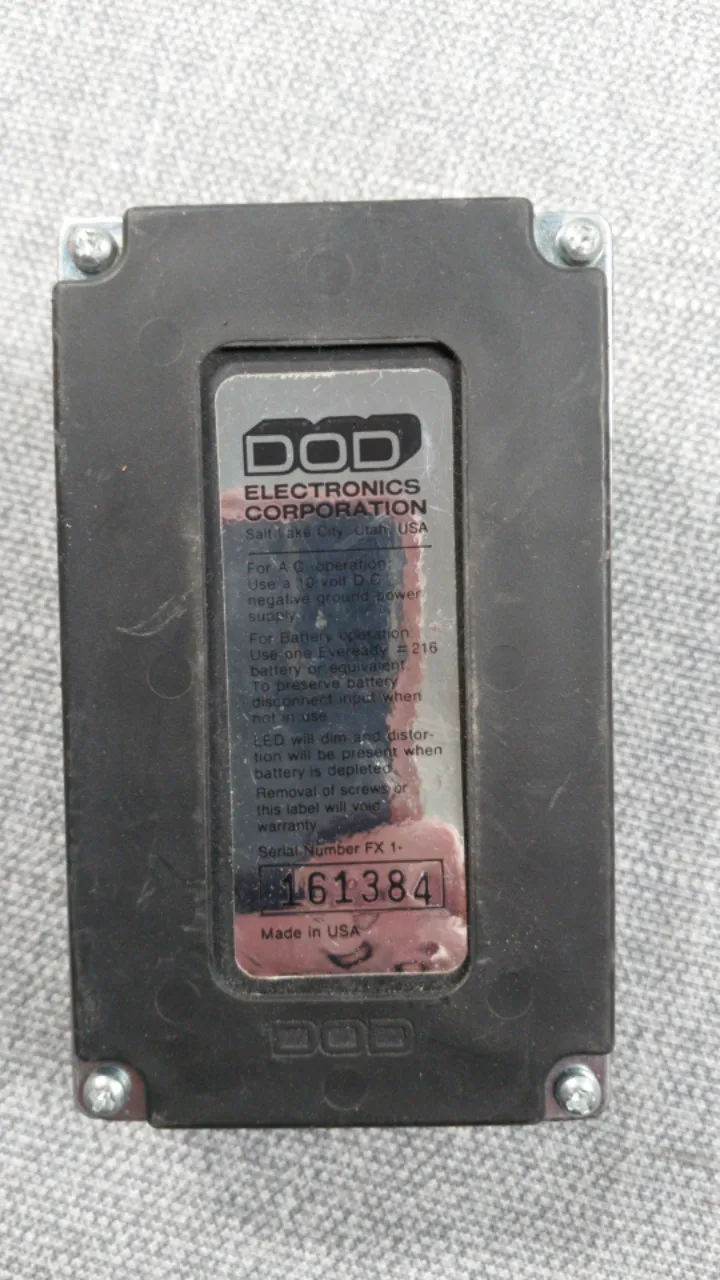 DOD
ELECTRONICS
CORPORATION
Salt Lake City, Utah, USA
For A.C. operation:
Use a 10 volt D.C.
negative ground power
supply.
For Battery operation:
Use one Eveready #216
battery or equivalent.
To preserve battery
disconnect input when
not in use.
LED will dim and distor-
tion will be present when
battery is depleted.
Removal of screws or
this label will void
warranty.
Serial Number FX 1-
161384
Made in USA
DOD